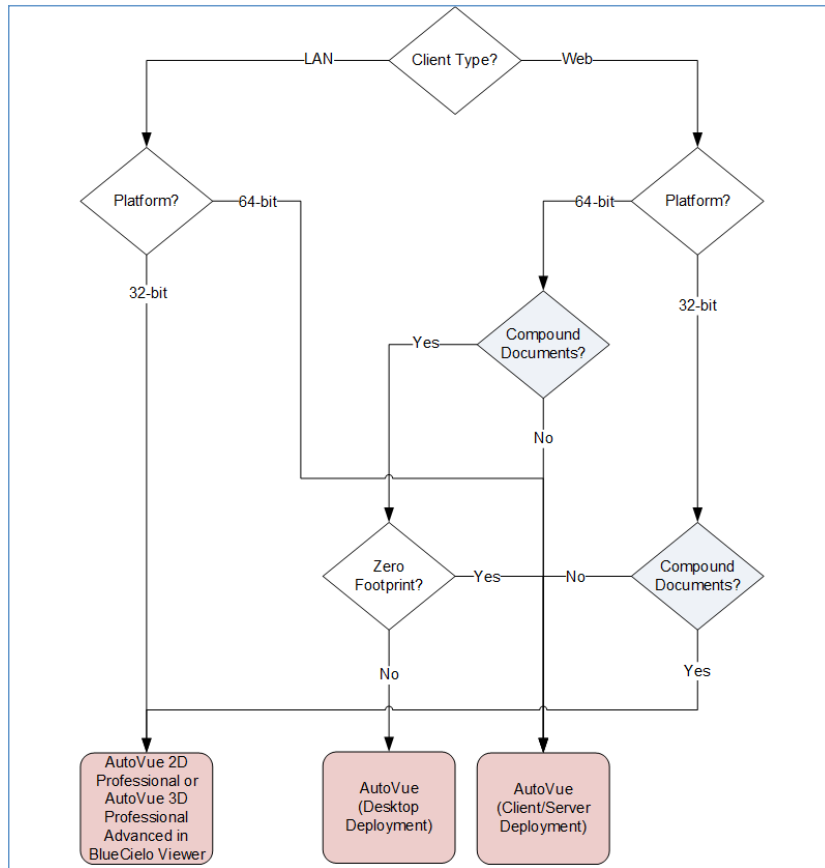 LAN
Client Type?
Web
Platform?
64-bit
64-bit
Platform?
32-bit
32-bit
Yes
Compound
Documents?
No
Zero
Footprint?
Yes
No
Compound
Documents?
No
Yes
AutoVue 2D
Professional or
AutoVue 3D
Professional
Advanced in
BlueCielo Viewer
AutoVue
(Desktop
Deployment)
AutoVue
(Client/Server
Deployment)